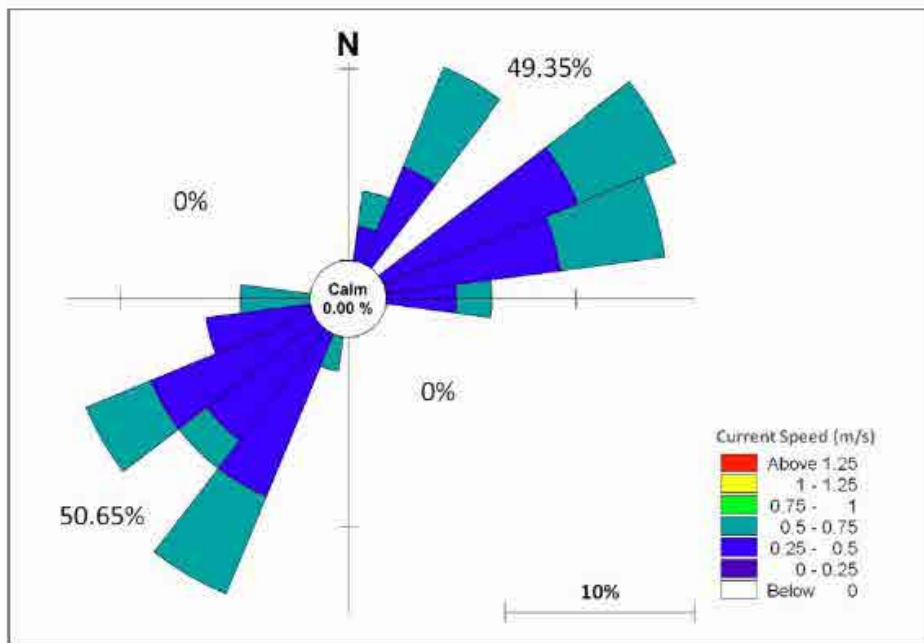 N
49.35%
0%
Calm
0.00 %
0%
50.65%
Current Speed (m/s)
Above 1.25
1 - 1.25
0.75 - 1
0.5 - 0.75
0.25 - 0.5
0 - 0.25
Below 0
10%